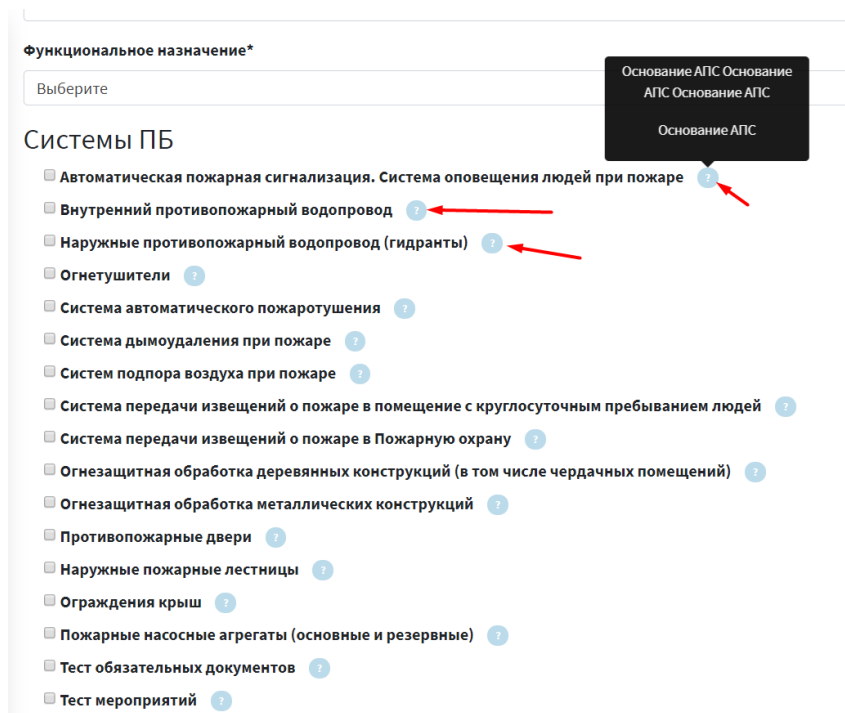 Функциональное назначение*
Выберите
Основание АПС Основание
АПС Основание АПС
Основание АПС
Системы ПБ
Автоматическая пожарная сигнализация. Система оповещения людей при пожаре ?
Внутренний противопожарный водопровод ?
Наружные противопожарный водопровод (гидранты) ?
Огнетушители ?
Система автоматического пожаротушения ?
Система дымоудаления при пожаре ?
Систем подпора воздуха при пожаре ?
Система передачи извещений о пожаре в помещение с круглосуточным пребыванием людей ?
Система передачи извещений о пожаре в Пожарную охрану ?
Огнезащитная обработка деревянных конструкций (в том числе чердачных помещений) ?
Огнезащитная обработка металлических конструкций ?
Противопожарные двери ?
Наружные пожарные лестницы ?
Ограждения крыш ?
Пожарные насосные агрегаты (основные и резервные) ?
Тест обязательных документов ?
Тест мероприятий ?